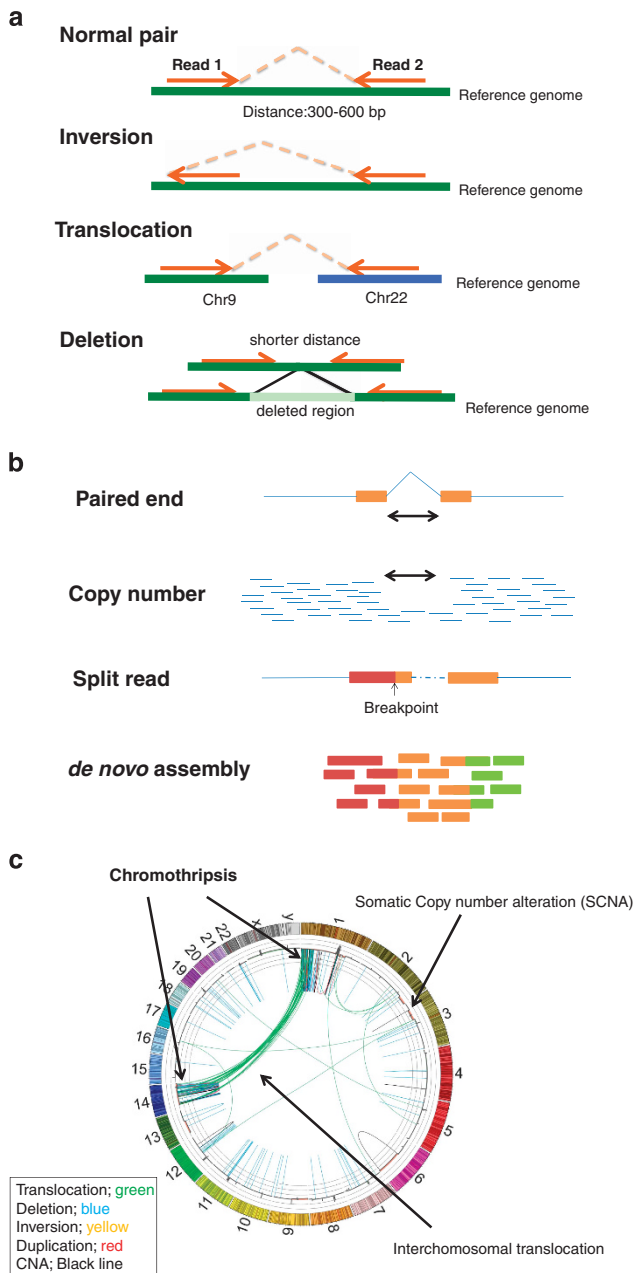 a
Normal pair
Read 1
Read 2
Reference genome
Distance:300-600 bp
Inversion
Reference genome
Translocation
Reference genome
Chr9
Chr22
Deletion
shorter distance
deleted region
Reference genome
b
Paired end
Copy number
Split read
Breakpoint
de novo assembly
c
Chromothripsis
Somatic Copy number alteration (SCNA)
1
2
3
4
5
6
7
8
9
10
11
12
13
14
15
16
17
18
19
20
21
22
x
y
Translocation; green
Deletion; blue
Inversion; yellow
Duplication; red
CNA; Black line
Interchomosomal translocation